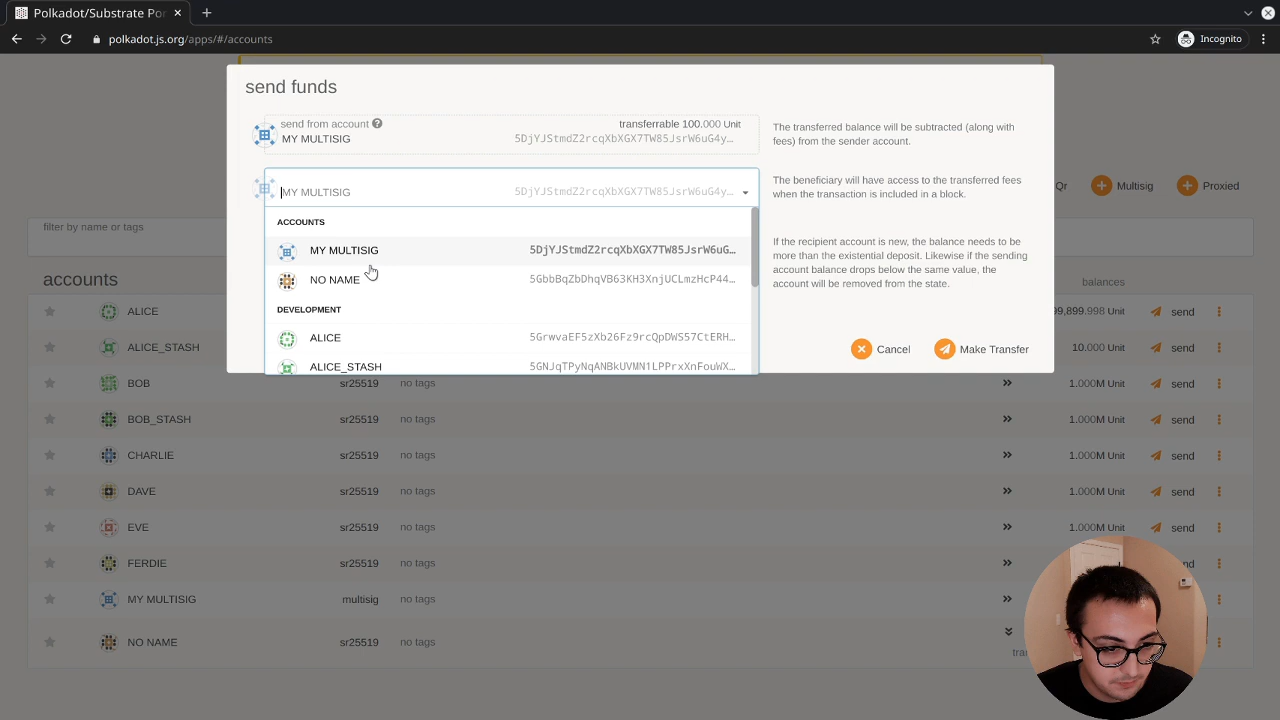 Polkadot/Substrate Por
polkadot.js.org/apps/#/accounts
Incognito
send funds
send from account
transferrable 100.000 Unit
MY MULTISIG
5DjYJStmdZ2rcqXbXGX7TW85JsrW6uG4y…
The transferred balance will be subtracted (along with
fees) from the sender account.
MY MULTISIG
5DjYJStmdZ2rcqXbXGX7TW85JsrW6uG4y…
The beneficiary will have access to the transferred fees
when the transaction is included in a block.
Qr
Multisig
Proxied
ACCOUNTS
MY MULTISIG
5DjYJStmdZ2rcqXbXGX7TW85JsrW6uG…
NO NAME
5GbbBqZbDhqVB63KH3XnjUCLmzHcP44…
DEVELOPMENT
ALICE
5GrwvaEF5zXb26Fz9rcQpDWS57CtERH…
ALICE_STASH
5GNJqTPyNqANBkUVMN1LPPrxXnFouWX…
If the recipient account is new, the balance needs to be
more than the existential deposit. Likewise if the sending
account balance drops below the same value, the
account will be removed from the state.
Cancel
Make Transfer
filter by name or tags
accounts
balances
ALICE
99,899.998 Unit
send
ALICE_STASH
10.000 Unit
send
BOB
sr25519
no tags
1.000M Unit
send
BOB_STASH
sr25519
no tags
1.000M Unit
send
CHARLIE
sr25519
no tags
1.000M Unit
send
DAVE
sr25519
no tags
1.000M Unit
send
EVE
sr25519
no tags
1.000M Unit
send
FERDIE
sr25519
no tags
nd
MY MULTISIG
multisig
no tags
NO NAME
sr25519
no tags
tran